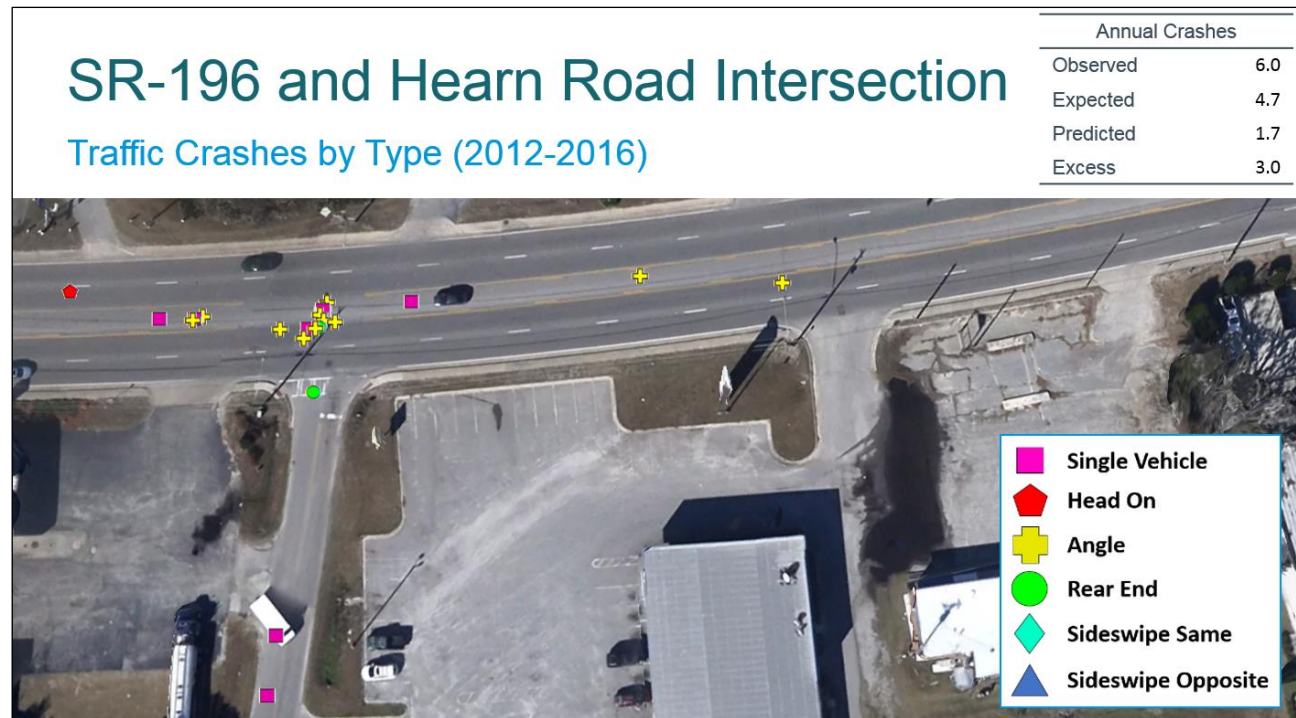 SR-196 and Hearn Road Intersection
Traffic Crashes by Type (2012-2016)
Annual Crashes
Observed 6.0
Expected 4.7
Predicted 1.7
Excess 3.0
Single Vehicle
Head On
Angle
Rear End
Sideswipe Same
Sideswipe Opposite